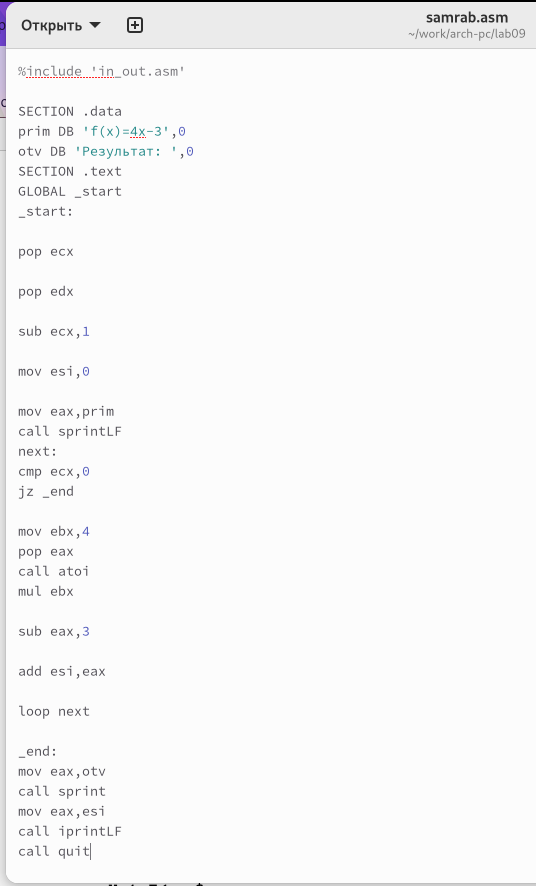 Открыть
samrab.asm
~/work/arch-pc/lab09
%include 'in_out.asm'
SECTION .data
prim DB 'f(x)=4x-3',0
otv DB 'Результат: ',0
SECTION .text
GLOBAL _start
_start:
pop ecx
pop edx
sub ecx,1
mov esi,0
mov eax,prim
call sprintLF
next:
cmp ecx,0
jz _end
mov ebx,4
pop eax
call atoi
mul ebx
sub eax,3
add esi,eax
loop next
_end:
mov eax,otv
call sprint
mov eax,esi
call iprintLF
call quit